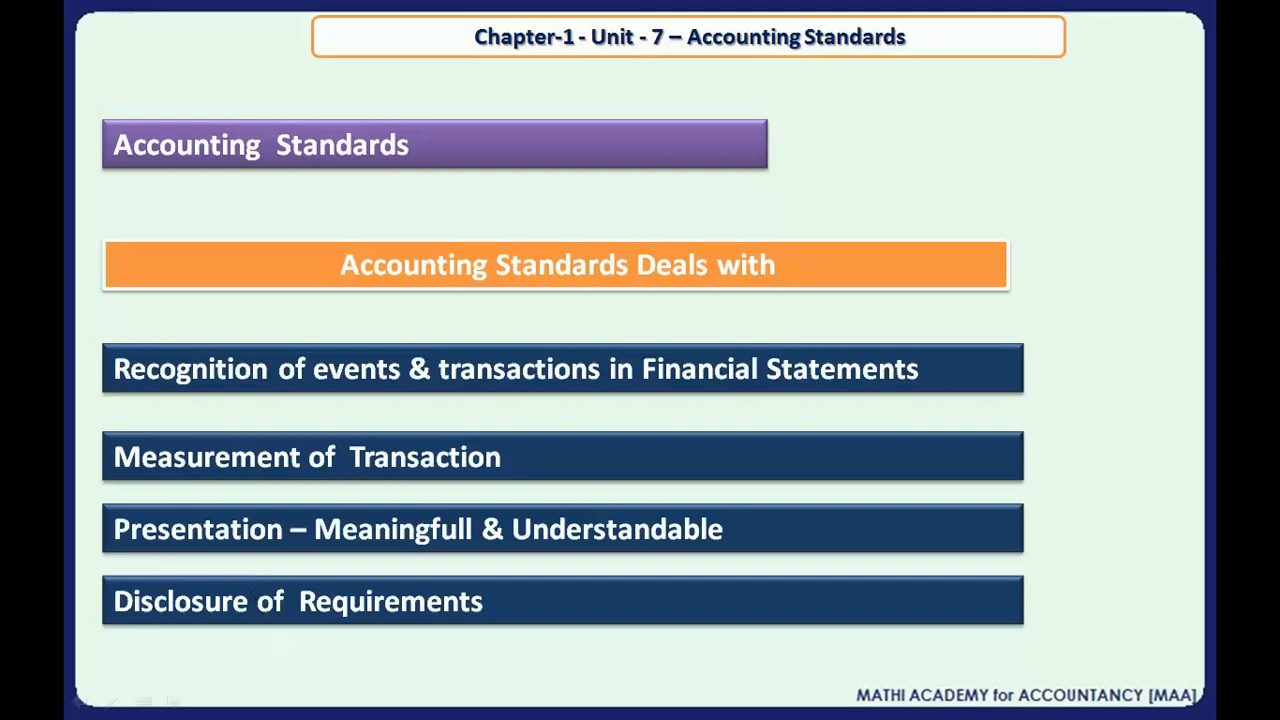 Chapter-1 - Unit - 7 – Accounting Standards
Accounting Standards
Accounting Standards Deals with
Recognition of events & transactions in Financial Statements
Measurement of Transaction
Presentation – Meaningfull & Understandable
Disclosure of Requirements
MATHI ACADEMY for ACCOUNTANCY [MAA]